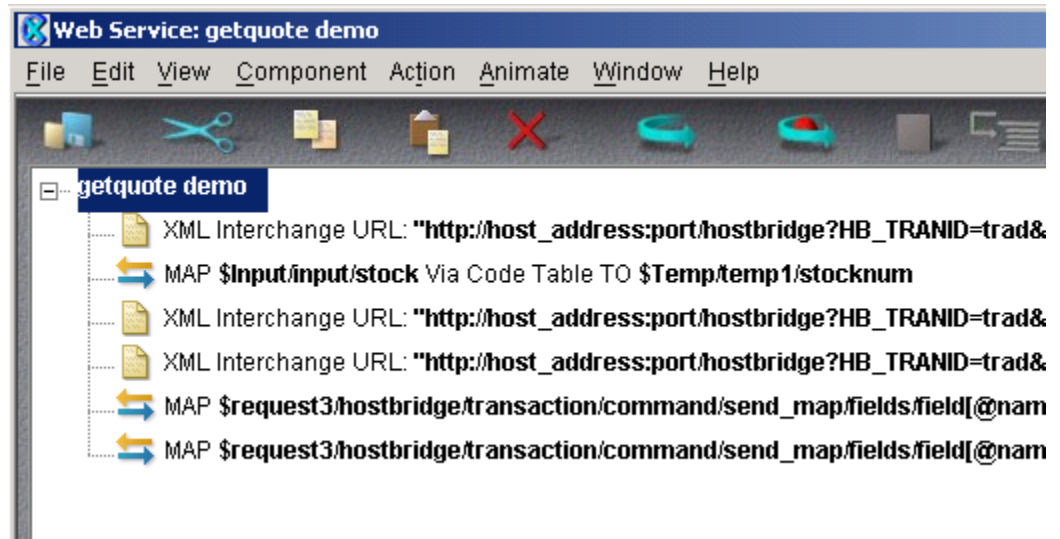 Web Service: getquote demo
File Edit View Component Action Animate Window Help
getquote demo
XML Interchange URL: "http://host_address:port/hostbridge?HB_TRANID=trad&
MAP $Input/input/stock Via Code Table TO $Temp/temp1/stocknum
XML Interchange URL: "http://host_address:port/hostbridge?HB_TRANID=trad&
XML Interchange URL: "http://host_address:port/hostbridge?HB_TRANID=trad&
MAP $request3/hostbridge/transaction/command/send_map/fields/field[@nam
MAP $request3/hostbridge/transaction/command/send_map/fields/field[@nam